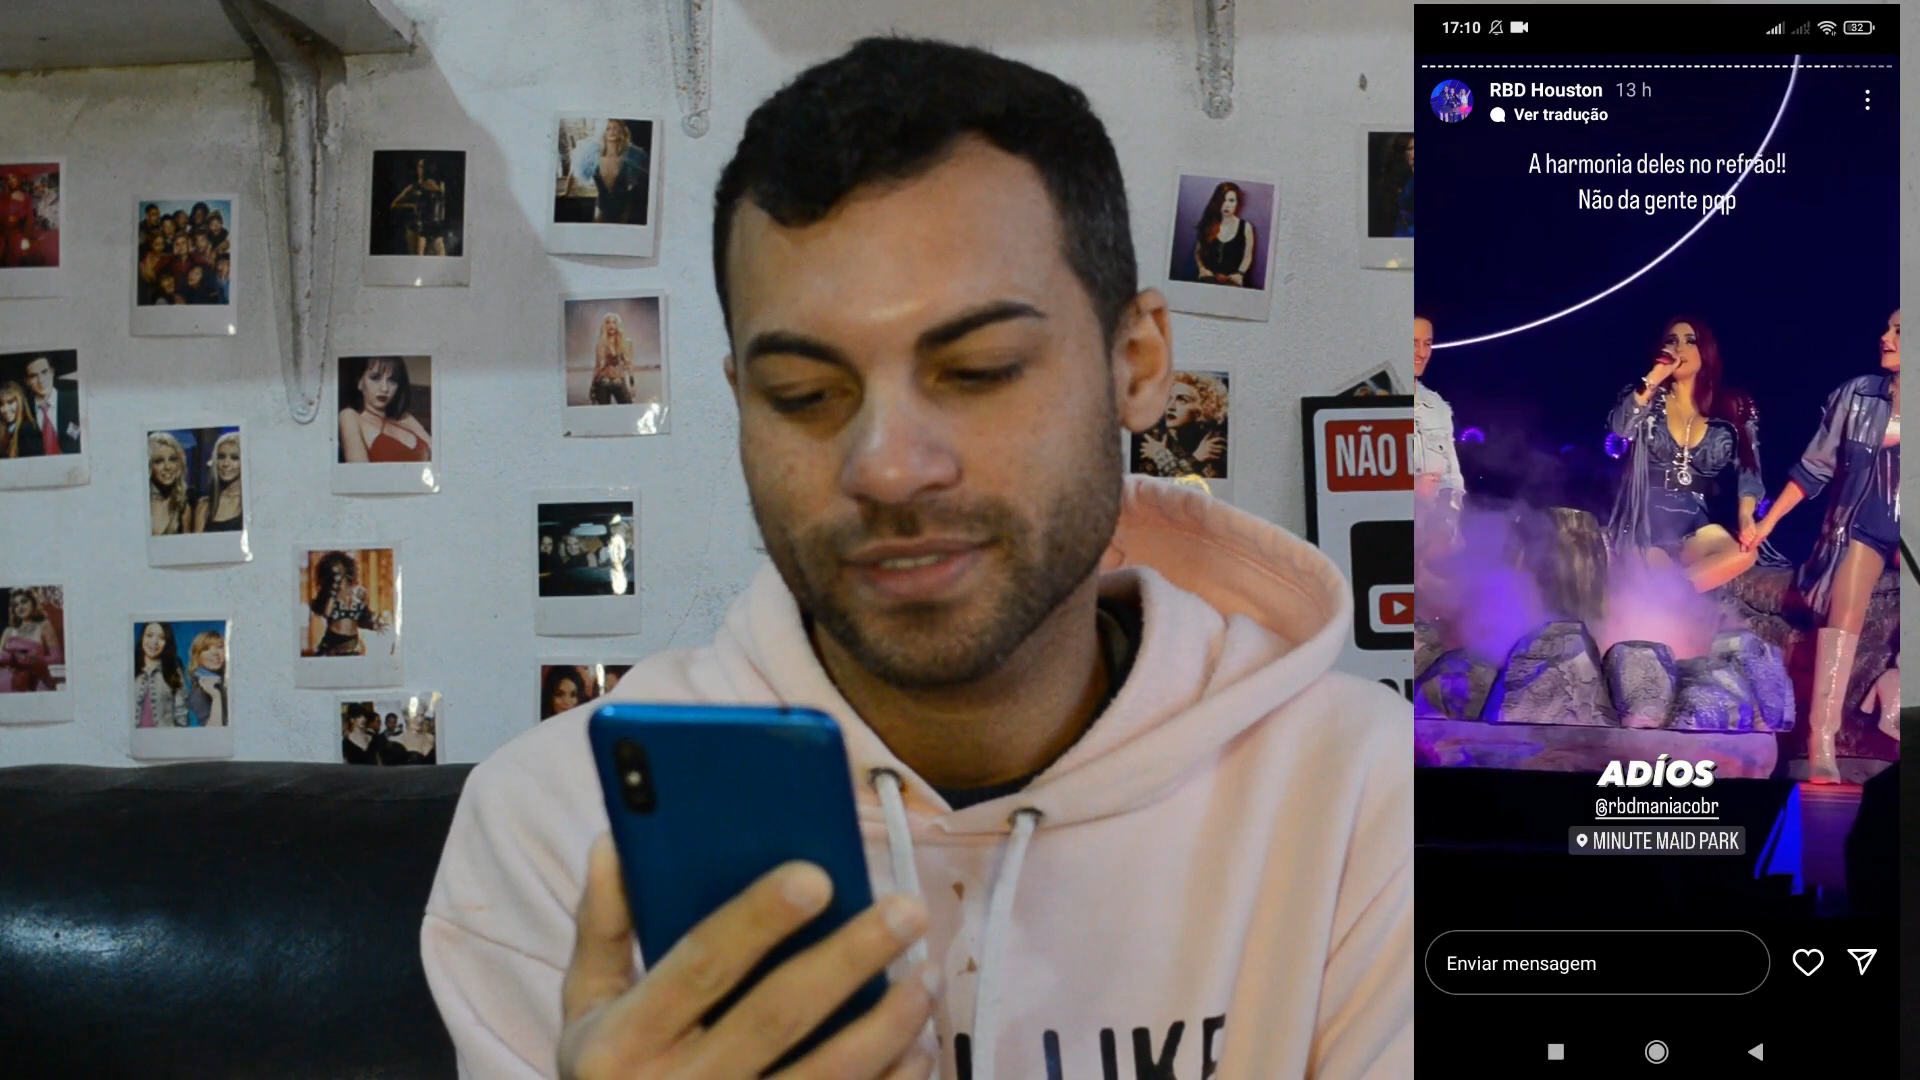 17:10
32
RBD Houston 13 h
Ver tradução
A harmonia deles no refrão!!
Não da gente pqp
NÃO
ADÍOS
@rbdmaniacobr
MINUTE MAID PARK
Enviar mensagem
LIKE